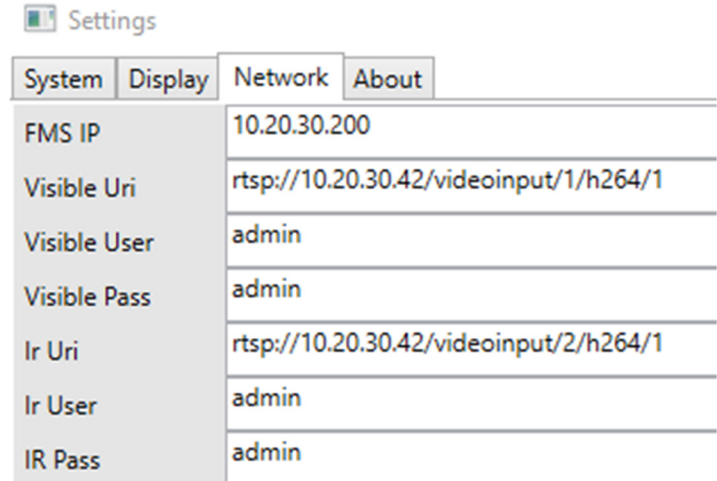 Settings
System Display Network About
FMS IP 10.20.30.200
Visible Uri rtsp://10.20.30.42/videoinput/1/h264/1
Visible User admin
Visible Pass admin
Ir Uri rtsp://10.20.30.42/videoinput/2/h264/1
Ir User admin
IR Pass admin